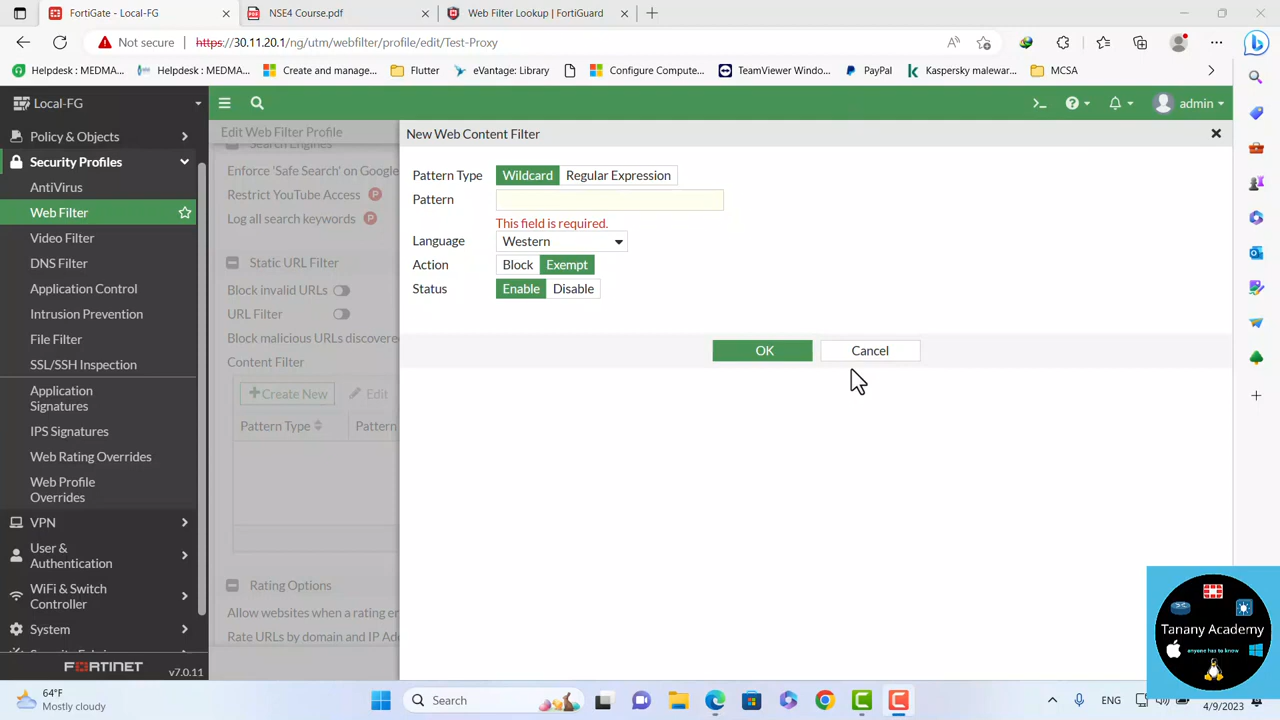 FortiGate - Local-FG
NSE4 Course.pdf
Web Filter Lookup | FortiGuard
Not secure
https://30.11.20.1/ng/utm/webfilter/profile/edit/Test-Proxy
Helpdesk : MEDMA...
Helpdesk : MEDMA...
Create and manage...
Flutter
eVantage: Library
Configure Compute...
TeamViewer Windo...
PayPal
Kaspersky malewar...
MCSA
Local-FG
admin
Policy & Objects
Security Profiles
AntiVirus
Web Filter
Video Filter
DNS Filter
Application Control
Intrusion Prevention
File Filter
SSL/SSH Inspection
Application
Signatures
IPS Signatures
Web Rating Overrides
Web Profile
Overrides
VPN
User &
Authentication
WiFi & Switch
Controller
System
FORTINET
v7.0.11
Edit Web Filter Profile
Search Engines
Enforce 'Safe Search' on Google
Restrict YouTube Access P
Log all search keywords P
Static URL Filter
Block invalid URLs
URL Filter
Block malicious URLs discovere
Content Filter
Create New
Edit
Pattern Type
Pattern
Rating Options
Allow websites when a rating er
Rate URLs by domain and IP Ad
New Web Content Filter
Pattern Type Wildcard Regular Expression
Pattern
This field is required.
Language Western
Action Block Exempt
Status Enable Disable
OK
Cancel
Tanany Academy
anyone has to know
64°F
Mostly cloudy
Search
ENG
4/9/2023